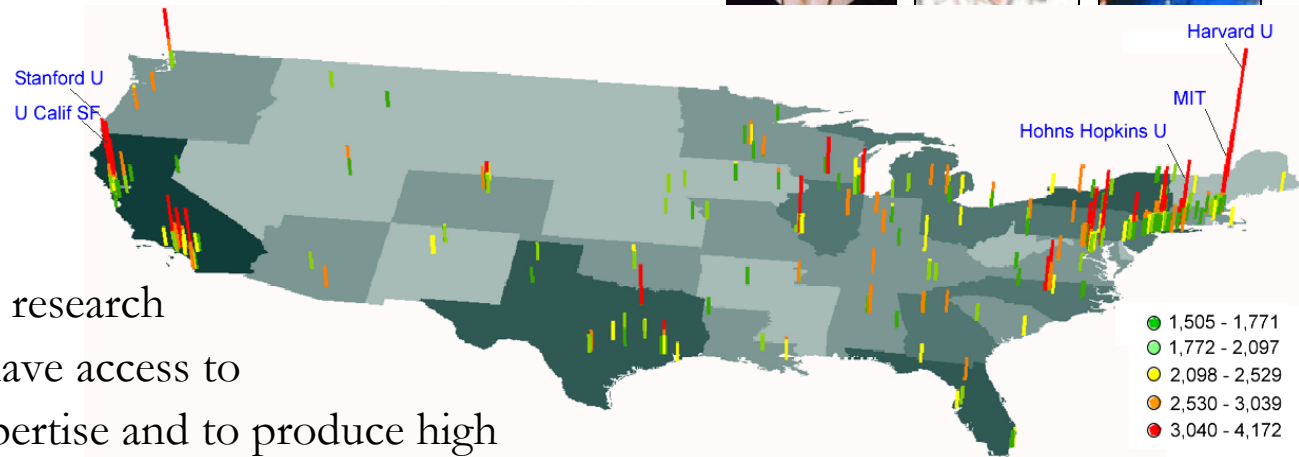 Harvard U
Stanford U
MIT
U Calif SF
Hohns Hopkins U
research
have access to
pertise and to produce high
1,505 - 1,771
1,772 - 2,097
2,098 - 2,529
2,530 - 3,039
3,040 - 4,172